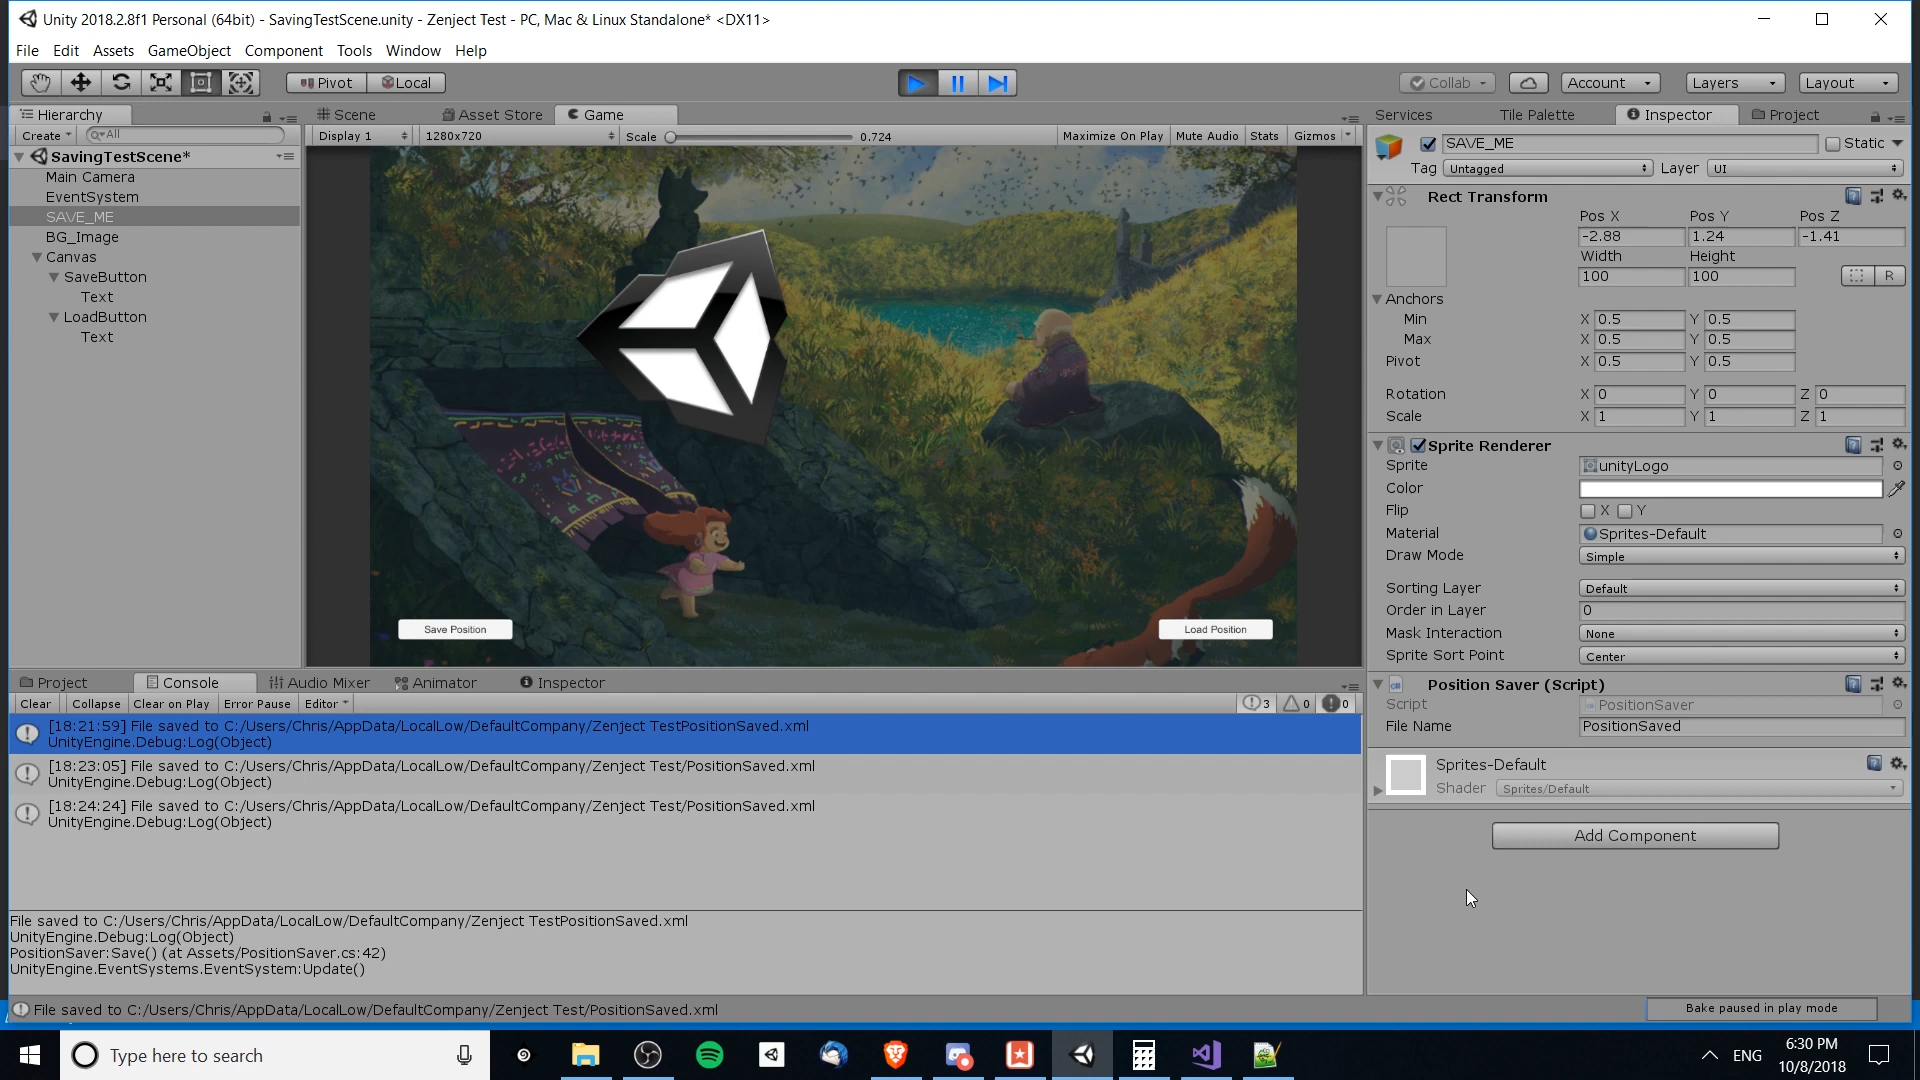 Unity 2018.2.8f1 Personal (64bit) - SavingTestScene.unity - Zenject Test - PC, Mac & Linux Standalone* <DX11>
File Edit Assets GameObject Component Tools Window Help
Pivot Local Collab Account Layers Layout
Hierarchy
Create All
SavingTestScene*
Main Camera
EventSystem
SAVE_ME
BG_Image
Canvas
SaveButton
Text
LoadButton
Text
Scene Asset Store Game
Display 1 1280x720 Scale 0.724 Maximize On Play Mute Audio Stats Gizmos
Save Position Load Position
Services Tile Palette Inspector Project
SAVE_ME Static
Tag Untagged Layer UI
Rect Transform
Pos X Pos Y Pos Z
-2.88 1.24 -1.41
Width Height
100 100 R
Anchors
Min X 0.5 Y 0.5
Max X 0.5 Y 0.5
Pivot X 0.5 Y 0.5
Rotation X 0 Y 0 Z 0
Scale X 1 Y 1 Z 1
Sprite Renderer
Sprite unityLogo
Color
Flip X Y
Material Sprites-Default
Draw Mode Simple
Sorting Layer Default
Order in Layer 0
Mask Interaction None
Sprite Sort Point Center
Position Saver (Script)
Script PositionSaver
File Name PositionSaved
Sprites-Default
Shader Sprites/Default
Add Component
Project Console Audio Mixer Animator Inspector
Clear Collapse Clear on Play Error Pause Editor 3 0 0
[18:21:59] File saved to C:/Users/Chris/AppData/LocalLow/DefaultCompany/Zenject TestPositionSaved.xml
UnityEngine.Debug:Log(Object)
[18:23:05] File saved to C:/Users/Chris/AppData/LocalLow/DefaultCompany/Zenject Test/PositionSaved.xml
UnityEngine.Debug:Log(Object)
[18:24:24] File saved to C:/Users/Chris/AppData/LocalLow/DefaultCompany/Zenject Test/PositionSaved.xml
UnityEngine.Debug:Log(Object)
File saved to C:/Users/Chris/AppData/LocalLow/DefaultCompany/Zenject TestPositionSaved.xml
UnityEngine.Debug:Log(Object)
PositionSaver:Save() (at Assets/PositionSaver.cs:42)
UnityEngine.EventSystems.EventSystem:Update()
File saved to C:/Users/Chris/AppData/LocalLow/DefaultCompany/Zenject Test/PositionSaved.xml
Bake paused in play mode
Type here to search
ENG
6:30 PM
10/8/2018